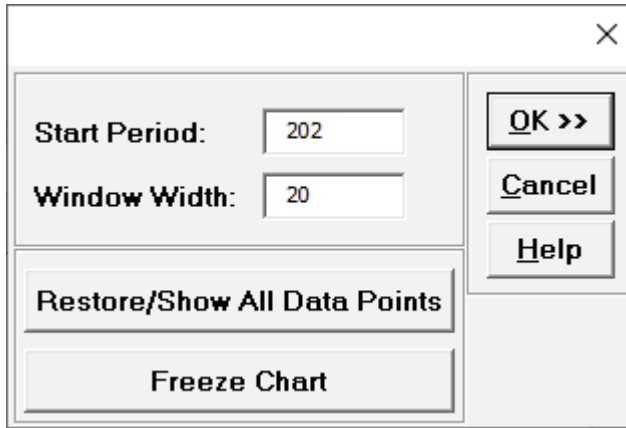 Start Period: 202
Window Width: 20
OK >>
Cancel
Help
Restore/Show All Data Points
Freeze Chart